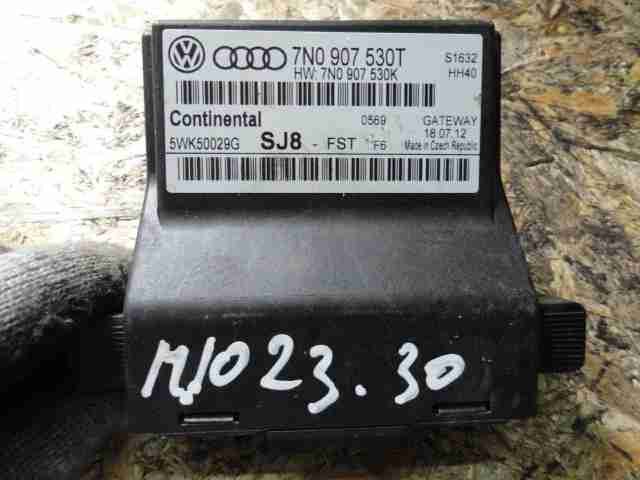 7N0 907 530T S1632
HW: 7N0 907 530K HH40
Continental 0569 GATEWAY
5WK50029G SJ8 - FST F6 18.07.12
Made in Czech Republic
M1023.30